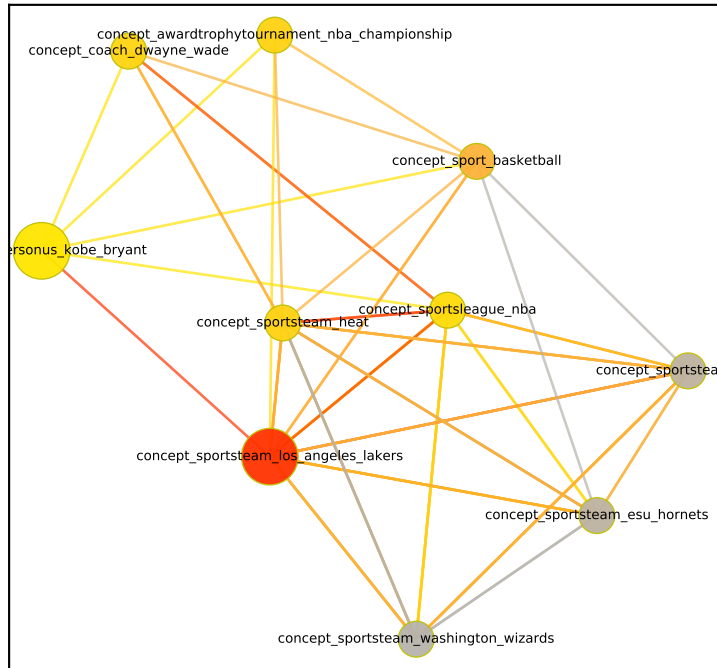 concept_awardtrophytournament_nba_championship
concept_coach_dwayne_wade
concept_sport_basketball
ersonus_kobe_bryant
concept_sportsleague_nba
concept_sportsteam_heat
concept_sportstea
concept_sportsteam_los_angeles_lakers
concept_sportsteam_esu_hornets
concept_sportsteam_washington_wizards